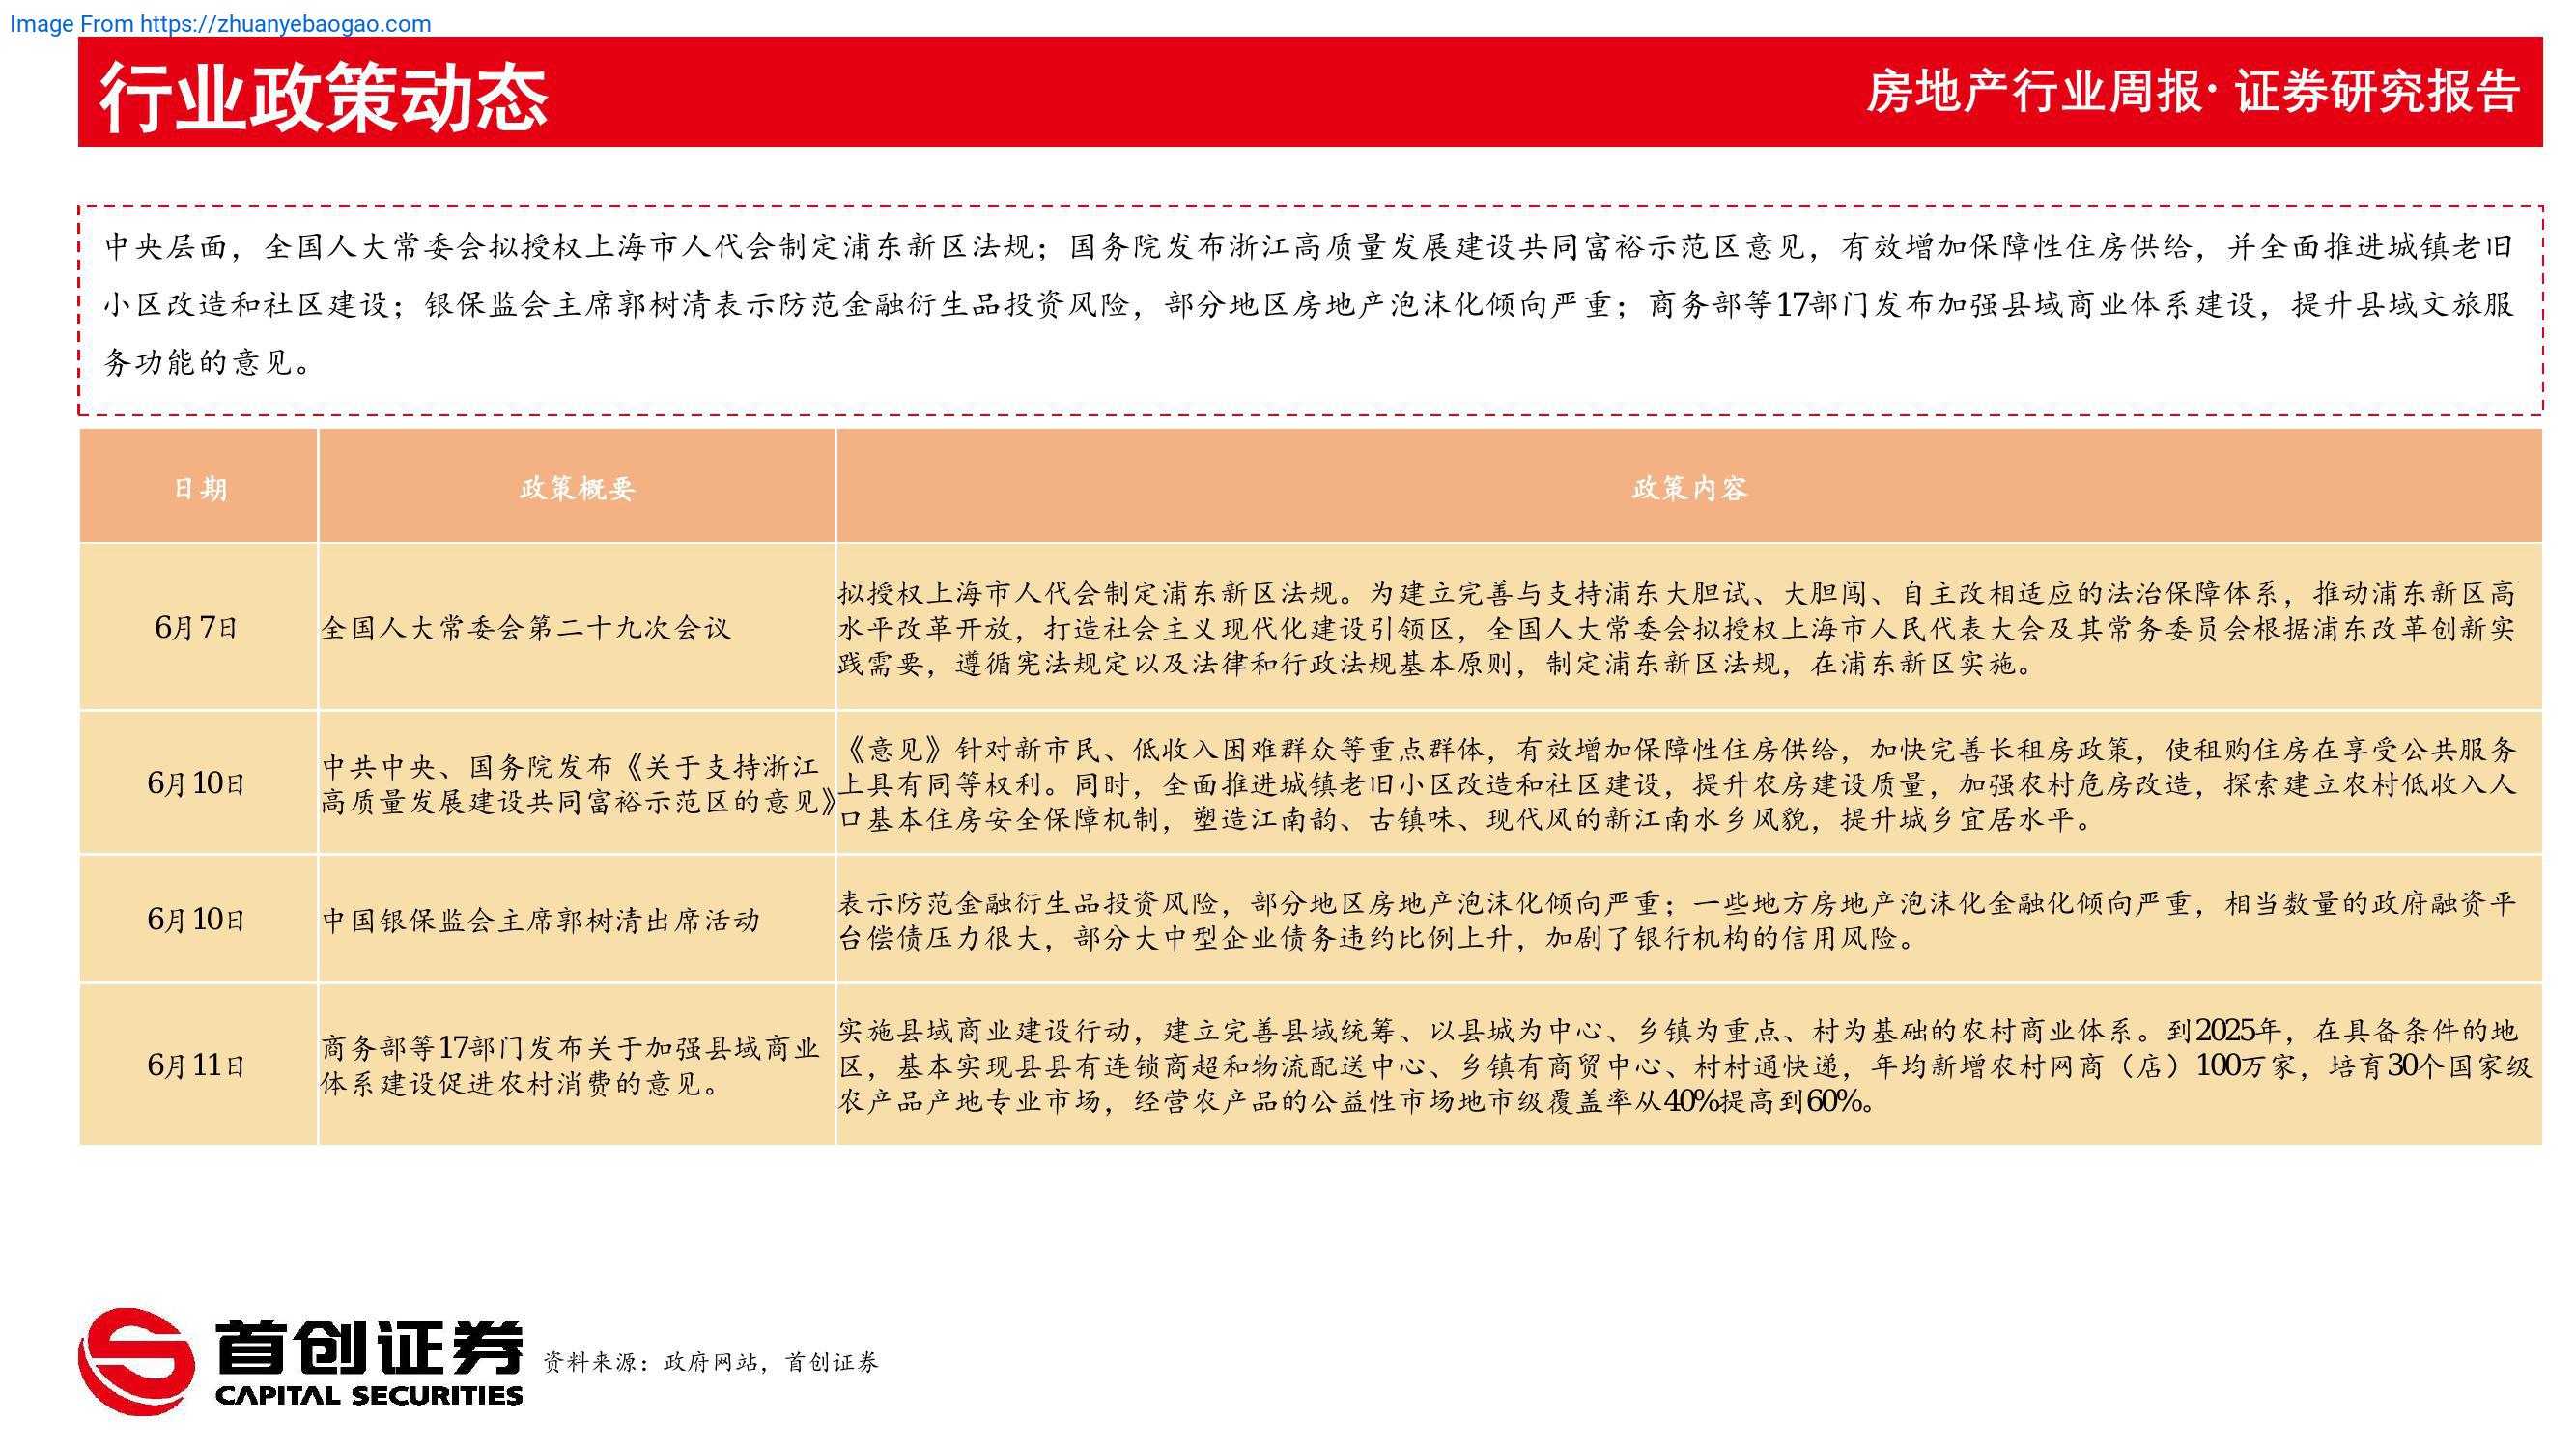 Image From https://zhuanyebaogao.com
行业政策动态
房地产行业周报· 证券研究报告
中央层面，全国人大常委会拟授权上海市人代会制定浦东新区法规；国务院发布浙江高质量发展建设共同富裕示范区意见，有效增加保障性住房供给，并全面推进城镇老旧
小区改造和社区建设；银保监会主席郭树清表示防范金融衍生品投资风险，部分地区房地产泡沫化倾向严重；商务部等17部门发布加强县域商业体系建设，提升县域文旅服
务功能的意见。
日期
政策概要
政策内容
6月7日
全国人大常委会第二十九次会议
拟授权上海市人代会制定浦东新区法规。为建立完善与支持浦东大胆试、大胆闯、自主改相适应的法治保障体系，推动浦东新区高
水平改革开放，打造社会主义现代化建设引领区，全国人大常委会拟授权上海市人民代表大会及其常务委员会根据浦东改革创新实
践需要，遵循宪法规定以及法律和行政法规基本原则，制定浦东新区法规，在浦东新区实施。
6月10日
中共中央、国务院发布《关于支持浙江
高质量发展建设共同富裕示范区的意见》
《意见》针对新市民、低收入困难群众等重点群体，有效增加保障性住房供给，加快完善长租房政策，使租购住房在享受公共服务
上具有同等权利。同时，全面推进城镇老旧小区改造和社区建设，提升农房建设质量，加强农村危房改造，探索建立农村低收入人
口基本住房安全保障机制，塑造江南韵、古镇味、现代风的新江南水乡风貌，提升城乡宜居水平。
6月10日
中国银保监会主席郭树清出席活动
表示防范金融衍生品投资风险，部分地区房地产泡沫化倾向严重；一些地方房地产泡沫化金融化倾向严重，相当数量的政府融资平
台偿债压力很大，部分大中型企业债务违约比例上升，加剧了银行机构的信用风险。
6月11日
商务部等17部门发布关于加强县域商业
体系建设促进农村消费的意见。
实施县域商业建设行动，建立完善县域统筹、以县城为中心、乡镇为重点、村为基础的农村商业体系。到2025年，在具备条件的地
区，基本实现县县有连锁商超和物流配送中心、乡镇有商贸中心、村村通快递，年均新增农村网商（店）100万家，培育30个国家级
农产品产地专业市场，经营农产品的公益性市场地市级覆盖率从40%提高到60%。
首创证券
CAPITAL SECURITIES
资料来源：政府网站，首创证券